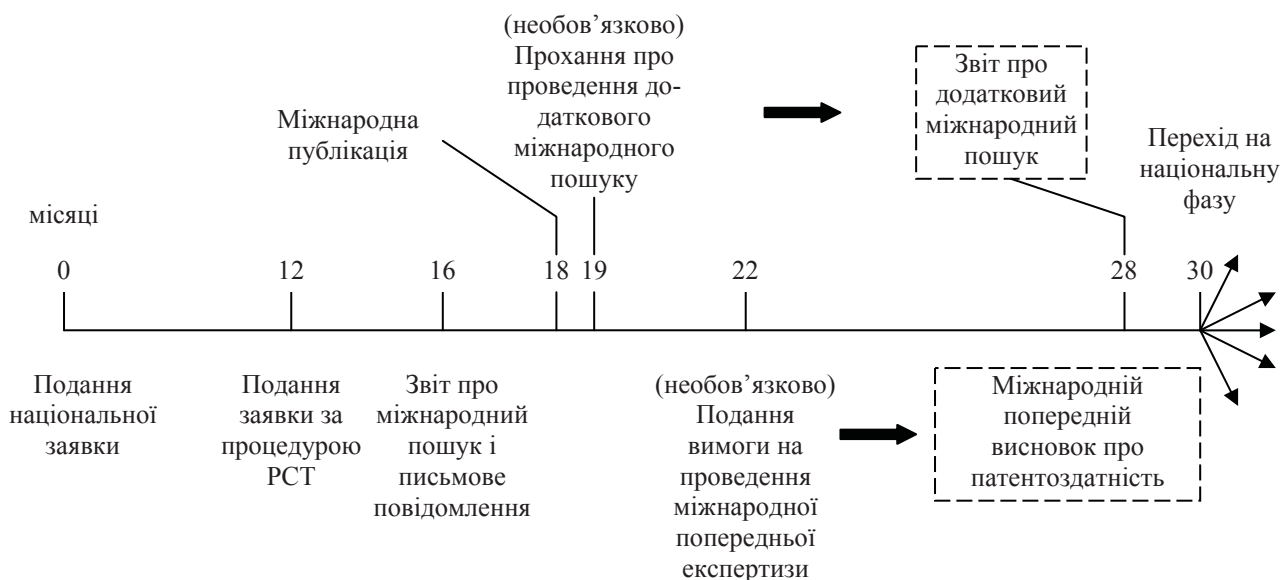 (необов’язково)
Прохання про
проведення до-
даткового
міжнародного
пошуку
Звіт про
додатковий
міжнародний
пошук
Міжнародна
публікація
Перехід на
національну
фазу
місяці
0 12 16 18 19 22 28 30
Подання
національної
заявки
Подання
заявки за
процедурою
РСТ
Звіт про
міжнародний
пошук і
письмове
повідомлення
(необов’язково)
Подання
вимоги на
проведення
міжнародної
попередньої
експертизи
Міжнародній
попередній
висновок про
патентоздатність